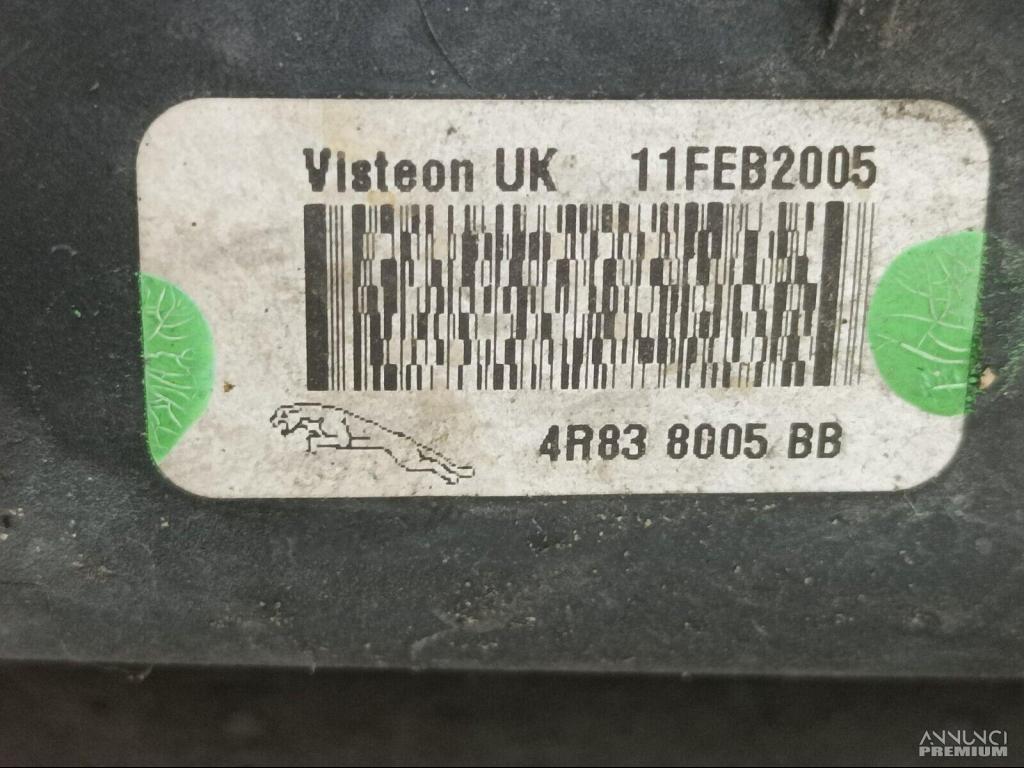 Visteon UK 11FEB2005
4R83 8005 BB
ANNUNCI
PREMIUM